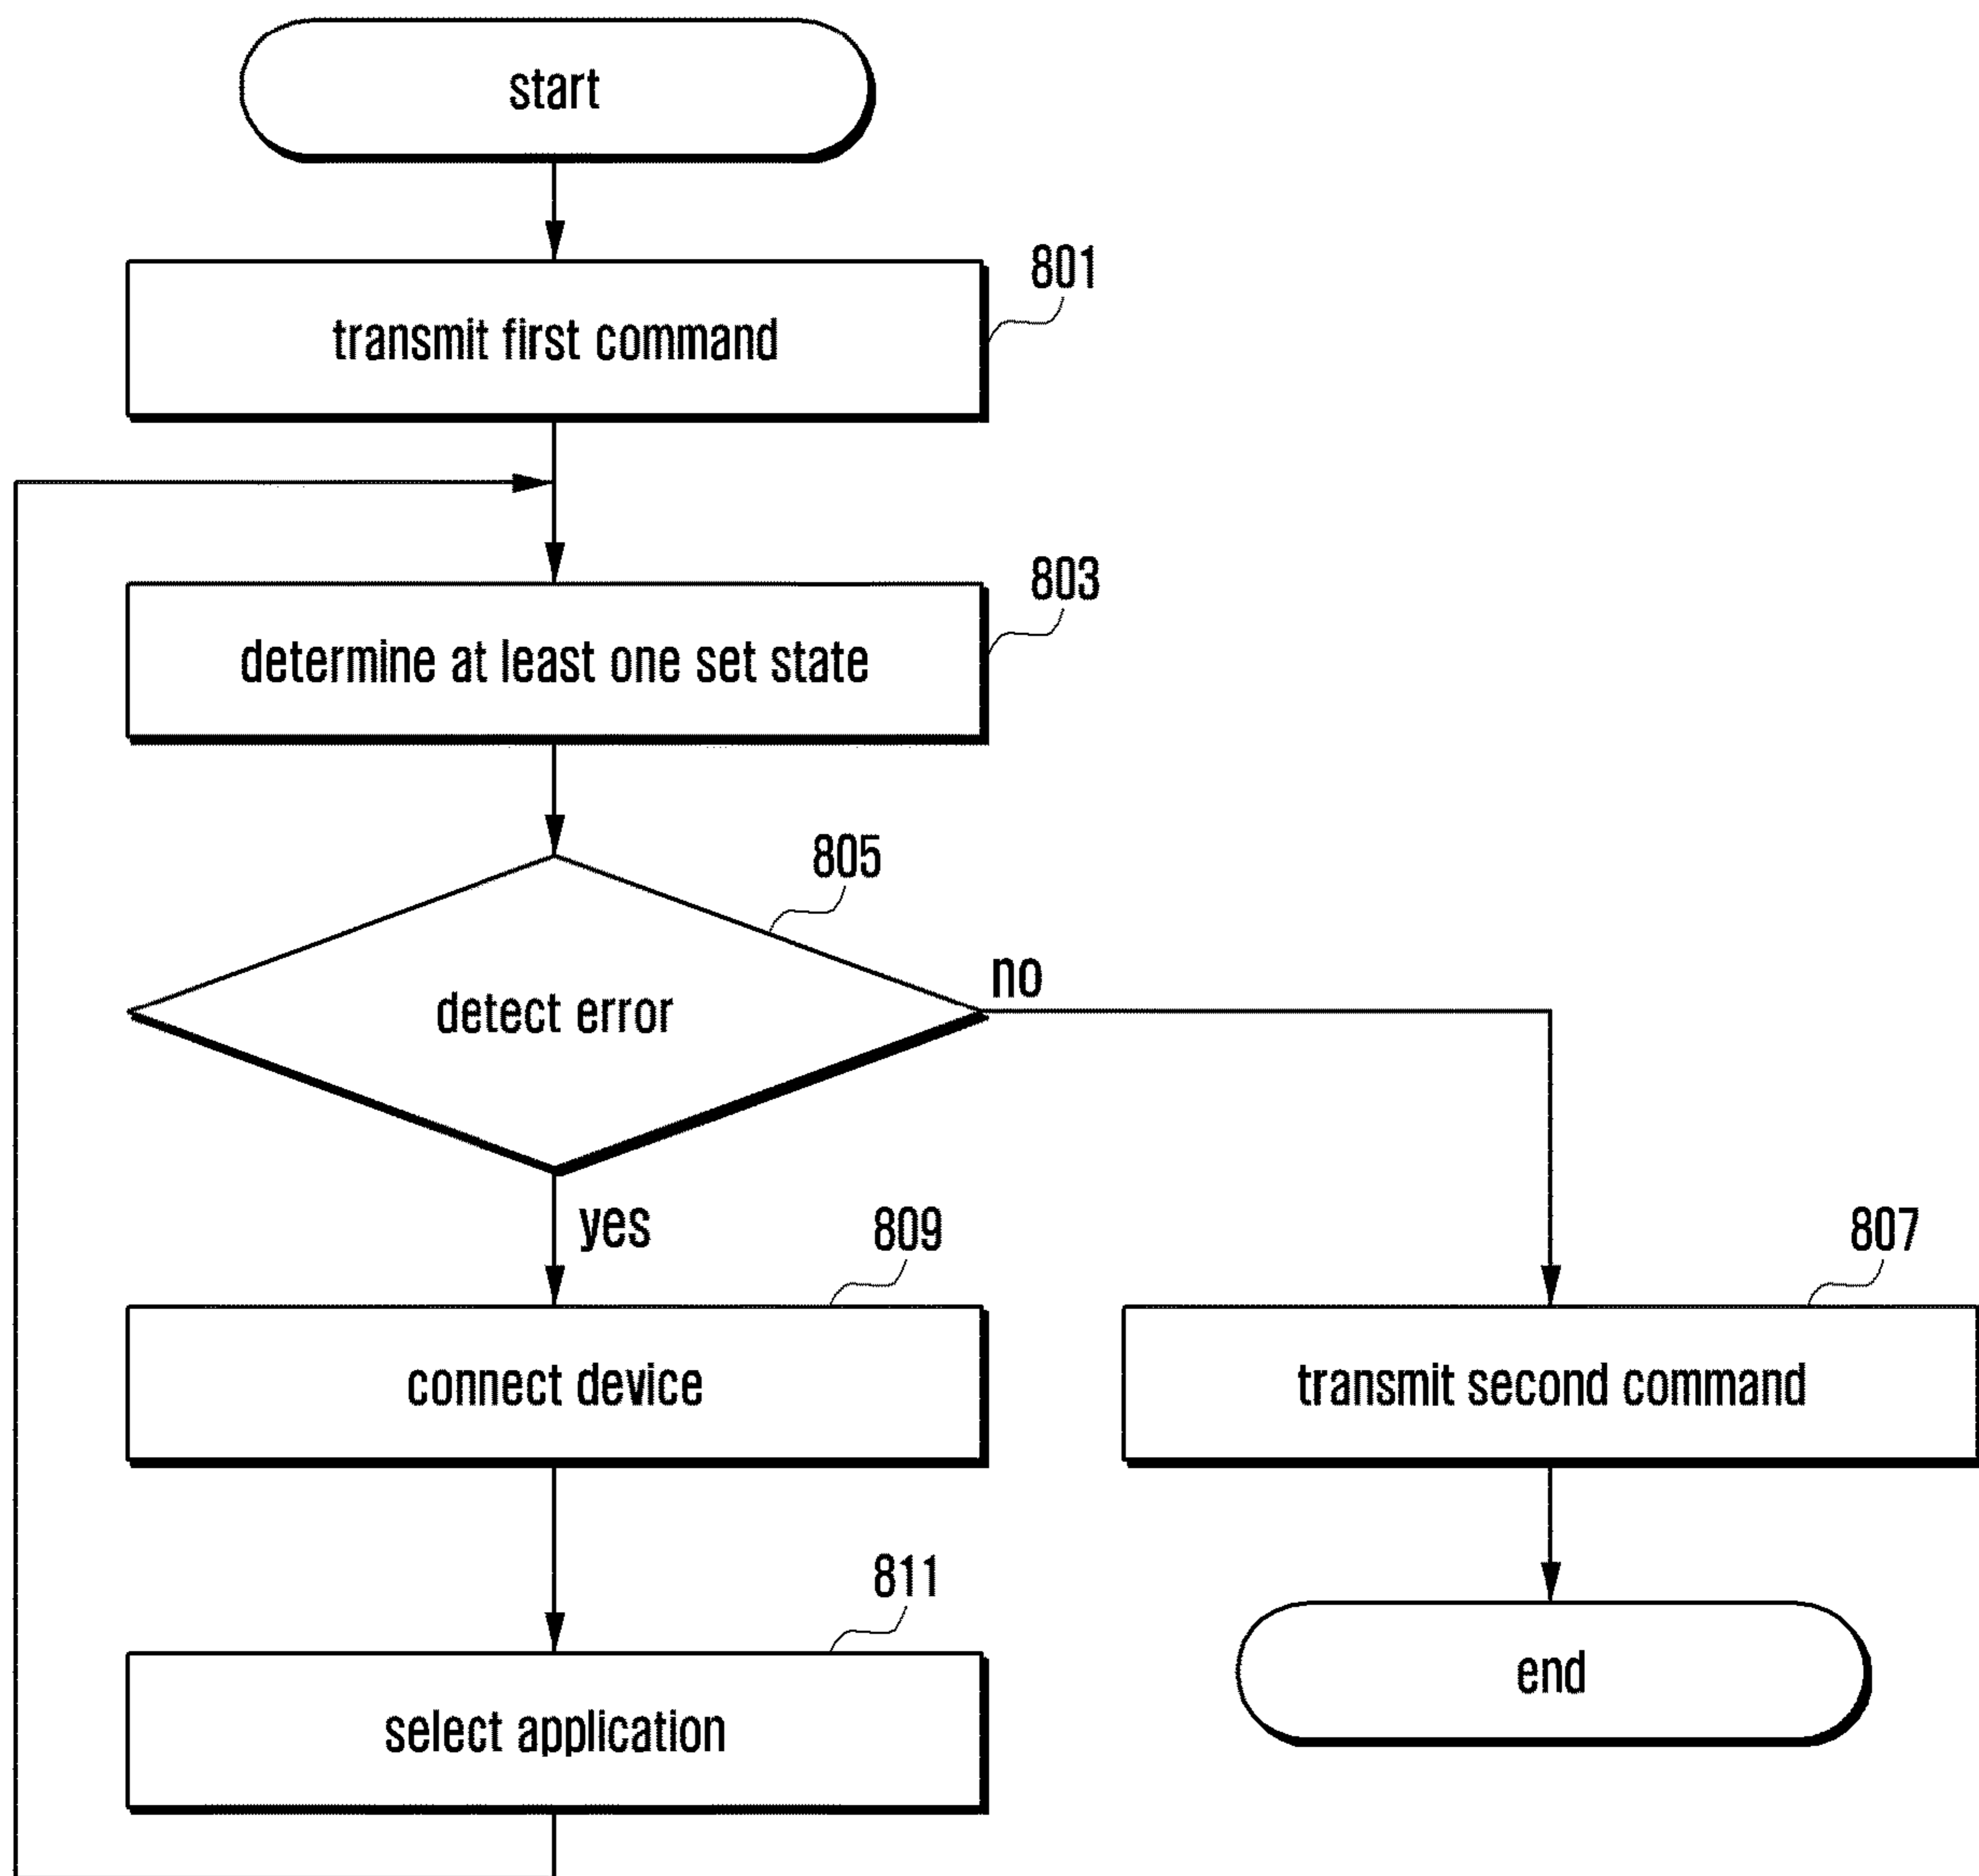 start
801
transmit first command
803
determine at least one set state
805
detect error
no
yes
809
807
connect device
transmit second command
811
select application
end